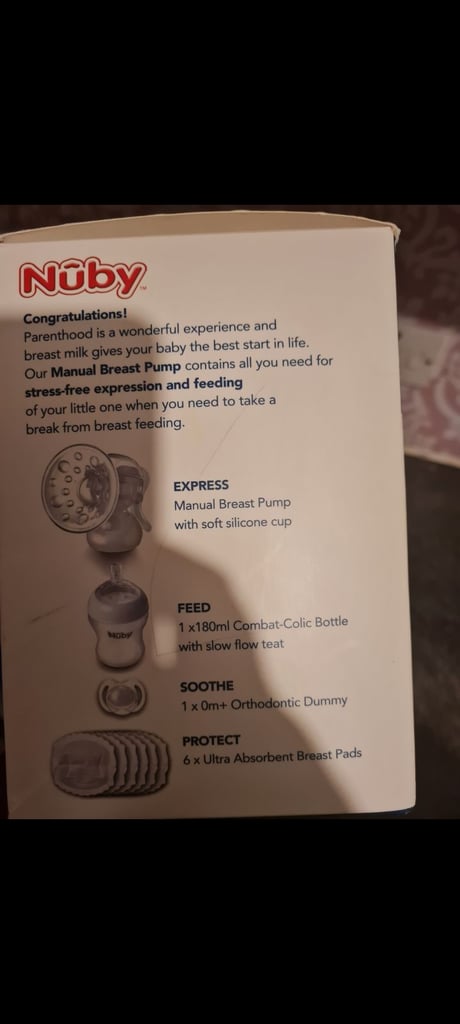 Nûby™
Congratulations!
Parenthood is a wonderful experience and
breast milk gives your baby the best start in life.
Our Manual Breast Pump contains all you need for
stress-free expression and feeding
of your little one when you need to take a
break from breast feeding.
EXPRESS
Manual Breast Pump
with soft silicone cup
FEED
1 x180ml Combat-Colic Bottle
with slow flow teat
Nûby
SOOTHE
1 x 0m+ Orthodontic Dummy
PROTECT
6 x Ultra Absorbent Breast Pads